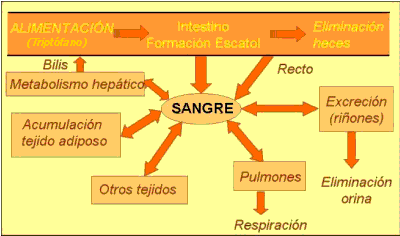 ALIMENTACIÓN
(Triptófano)
Intestino
Formación Escatol
Eliminación
heces
Bilis
Recto
Metabolismo hepático
SANGRE
Excreción
(riñones)
Acumulación
tejido adiposo
Otros tejidos
Pulmones
Eliminación
orina
Respiración